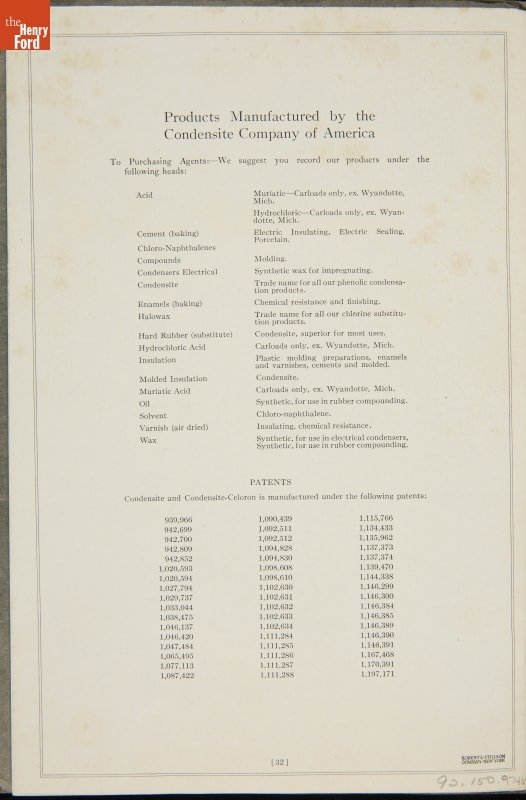 the
Henry
Ford
Products Manufactured by the
Condensite Company of America
To Purchasing Agents:—We suggest you record our products under the
following heads:
Acid Muriatic—Carloads only, ex. Wyandotte,
Mich.
Hydrochloric—Carloads only, ex. Wyan-
dotte, Mich.
Cement (baking) Electric Insulating, Electric Sealing,
Porcelain.
Chloro-Naphthalenes
Compounds Molding.
Condensers Electrical Synthetic wax for impregnating.
Condensite Trade name for all our phenolic condensa-
tion products.
Enamels (baking) Chemical resistance and finishing.
Halowax Trade name for all our chlorine substitu-
tion products.
Hard Rubber (substitute) Condensite, superior for most uses.
Hydrochloric Acid Carloads only, ex. Wyandotte, Mich.
Insulation Plastic molding preparations, enamels
and varnishes, cements and molded.
Molded Insulation Condensite.
Muriatic Acid Carloads only, ex. Wyandotte, Mich.
Oil Synthetic, for use in rubber compounding.
Solvent Chloro-naphthalene.
Varnish (air dried) Insulating, chemical resistance.
Wax Synthetic, for use in electrical condensers,
Synthetic, for use in rubber compounding.
PATENTS
Condensite and Condensite-Celoron is manufactured under the following patents:
939,966 1,090,439 1,115,766
942,699 1,092,511 1,134,433
942,700 1,092,512 1,135,962
942,809 1,094,828 1,137,373
942,852 1,094,830 1,137,374
1,020,593 1,098,608 1,139,470
1,020,594 1,098,610 1,144,338
1,027,794 1,102,630 1,146,299
1,029,737 1,102,631 1,146,300
1,033,044 1,102,632 1,146,384
1,038,475 1,102,633 1,146,385
1,046,137 1,102,634 1,146,389
1,046,420 1,111,284 1,146,390
1,047,484 1,111,285 1,146,391
1,065,495 1,111,286 1,167,468
1,077,113 1,111,287 1,170,391
1,087,422 1,111,288 1,197,171
[ 32 ]
ROBERTS-STILLSON
COMPANY-NEW YORK